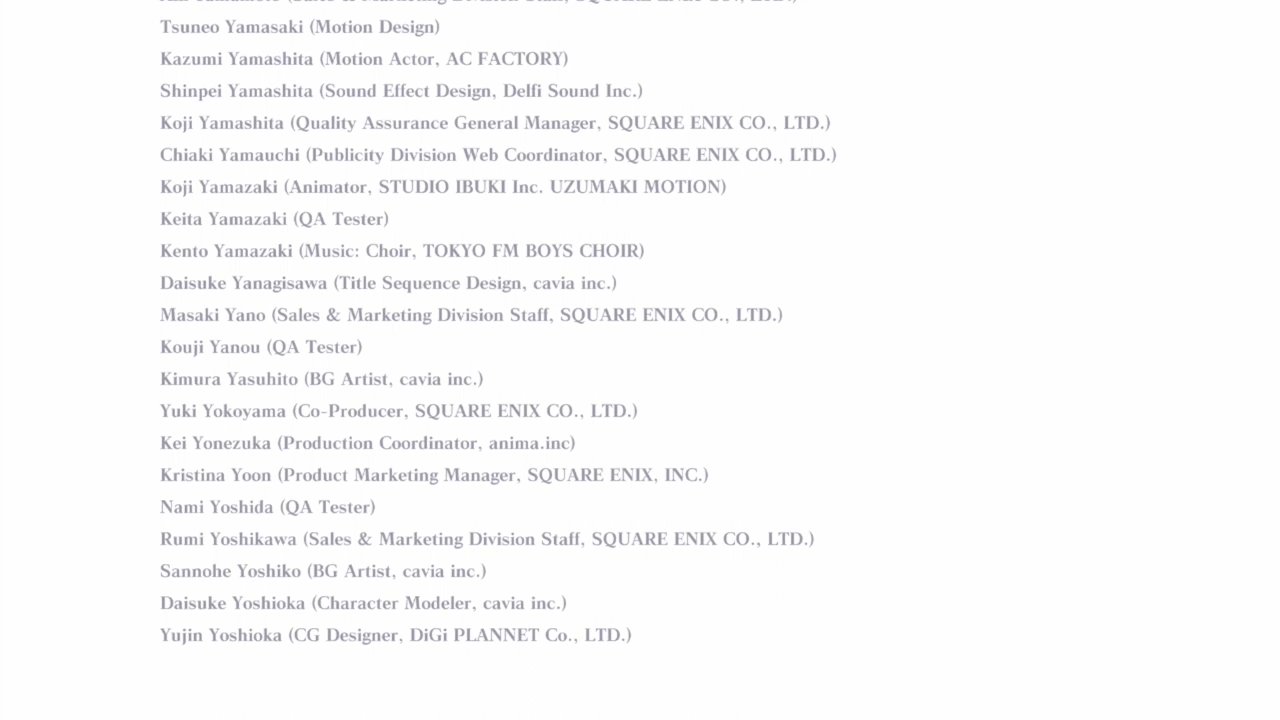 Tsuneo Yamasaki (Motion Design)
Kazumi Yamashita (Motion Actor, AC FACTORY)
Shinpei Yamashita (Sound Effect Design, Delfi Sound Inc.)
Koji Yamashita (Quality Assurance General Manager, SQUARE ENIX CO., LTD.)
Chiaki Yamauchi (Publicity Division Web Coordinator, SQUARE ENIX CO., LTD.)
Koji Yamazaki (Animator, STUDIO IBUKI Inc. UZUMAKI MOTION)
Keita Yamazaki (QA Tester)
Kento Yamazaki (Music: Choir, TOKYO FM BOYS CHOIR)
Daisuke Yanagisawa (Title Sequence Design, cavia inc.)
Masaki Yano (Sales & Marketing Division Staff, SQUARE ENIX CO., LTD.)
Kouji Yanou (QA Tester)
Kimura Yasuhito (BG Artist, cavia inc.)
Yuki Yokoyama (Co-Producer, SQUARE ENIX CO., LTD.)
Kei Yonezuka (Production Coordinator, anima.inc)
Kristina Yoon (Product Marketing Manager, SQUARE ENIX, INC.)
Nami Yoshida (QA Tester)
Rumi Yoshikawa (Sales & Marketing Division Staff, SQUARE ENIX CO., LTD.)
Sannohe Yoshiko (BG Artist, cavia inc.)
Daisuke Yoshioka (Character Modeler, cavia inc.)
Yujin Yoshioka (CG Designer, DiGi PLANNET Co., LTD.)